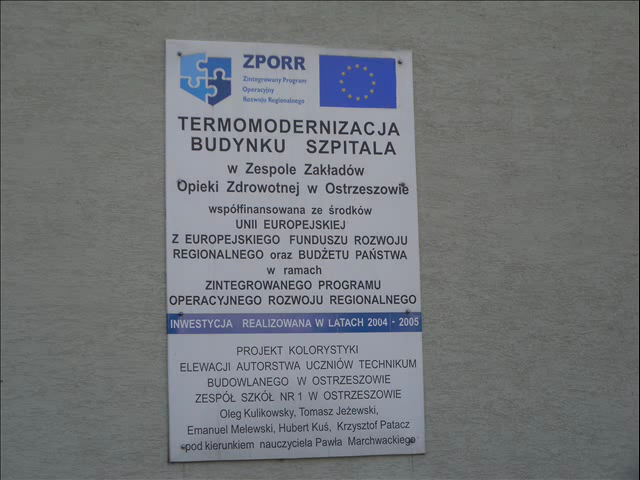 ZPORR
Zintegrowany Program
Operacyjny
Rozwoju Regionalnego
TERMOMODERNIZACJA
BUDYNKU SZPITALA
w Zespole Zakładów
Opieki Zdrowotnej w Ostrzeszowie
współfinansowana ze środków
UNII EUROPEJSKIEJ
Z EUROPEJSKIEGO FUNDUSZU ROZWOJU
REGIONALNEGO oraz BUDŻETU PAŃSTWA
w ramach
ZINTEGROWANEGO PROGRAMU
OPERACYJNEGO ROZWOJU REGIONALNEGO
INWESTYCJA REALIZOWANA W LATACH 2004 - 2005
PROJEKT KOLORYSTYKI
ELEWACJI AUTORSTWA UCZNIÓW TECHNIKUM
BUDOWLANEGO W OSTRZESZOWIE
ZESPÓŁ SZKÓŁ NR 1 W OSTRZESZOWIE
Oleg Kulikowsky, Tomasz Jeżewski,
Emanuel Melewski, Hubert Kuś, Krzysztof Patacz
pod kierunkiem nauczyciela Pawła Marchwackiego